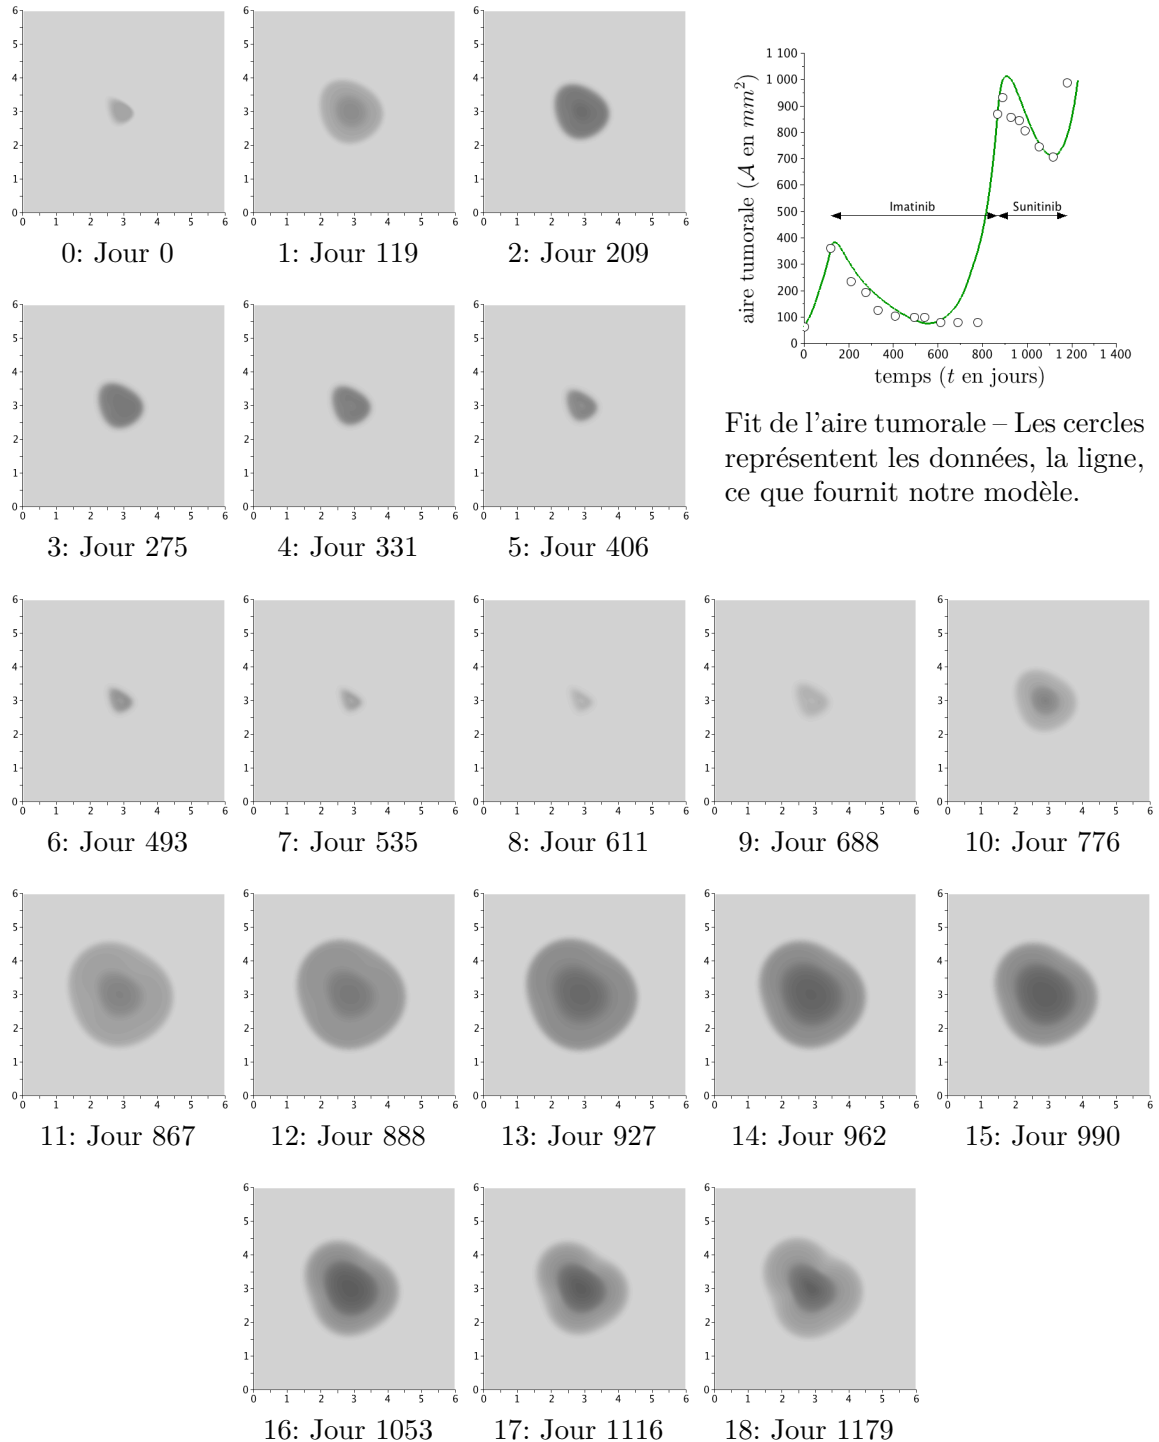 0: Jour 0
1: Jour 119
2: Jour 209
1 100
1 000
900
800
700
600
500
400
300
200
100
0
0 200 400 600 800 1 000 1 200 1 400
aire tumorale (𝒜 en mm²)
Imatinib
Sunitinib
temps (t en jours)
Fit de l'aire tumorale – Les cercles
représentent les données, la ligne,
ce que fournit notre modèle.
3: Jour 275
4: Jour 331
5: Jour 406
6: Jour 493
7: Jour 535
8: Jour 611
9: Jour 688
10: Jour 776
11: Jour 867
12: Jour 888
13: Jour 927
14: Jour 962
15: Jour 990
16: Jour 1053
17: Jour 1116
18: Jour 1179